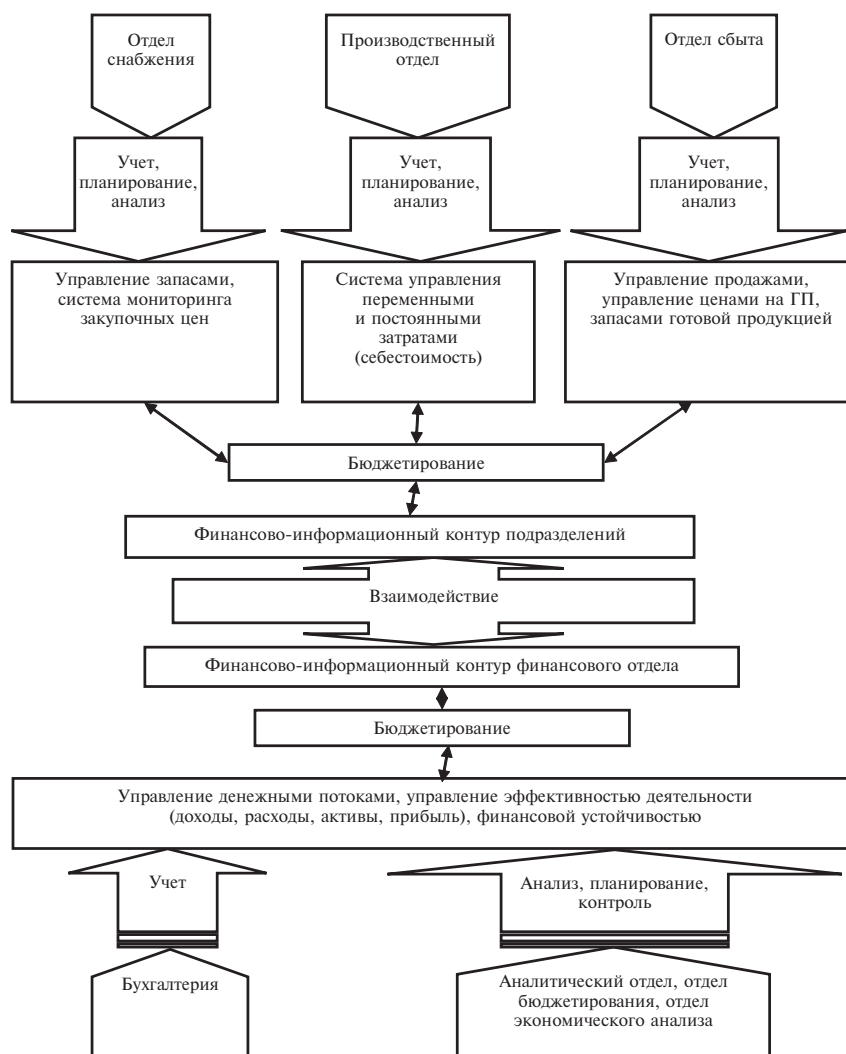 Отдел
снабжения
Производственный
отдел
Отдел сбыта
Учет,
планирование,
анализ
Учет,
планирование,
анализ
Учет,
планирование,
анализ
Управление запасами,
система мониторинга
закупочных цен
Система управления
переменными
и постоянными
затратами
(себестоимость)
Управление продажами,
управление ценами на ГП,
запасами готовой продукцией
Бюджетирование
Финансово-информационный контур подразделений
Взаимодействие
Финансово-информационный контур финансового отдела
Бюджетирование
Управление денежными потоками, управление эффективностью деятельности
(доходы, расходы, активы, прибыль), финансовой устойчивостью
Учет
Анализ, планирование,
контроль
Бухгалтерия
Аналитический отдел, отдел
бюджетирования, отдел
экономического анализа